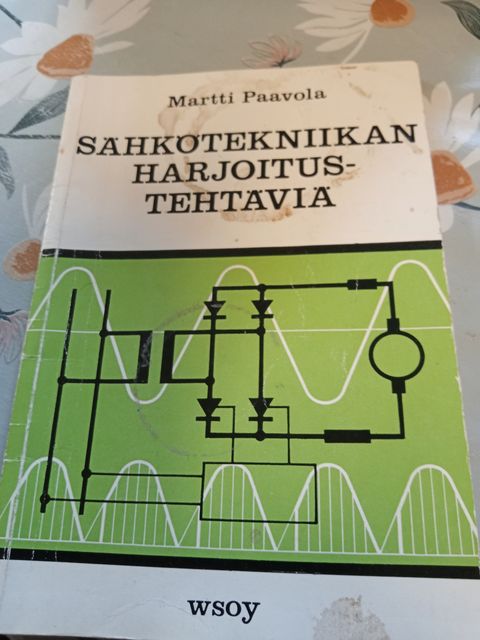 Martti Paavola
SÄHKÖTEKNIIKAN
HARJOITUS-
TEHTÄVIÄ
wsoy